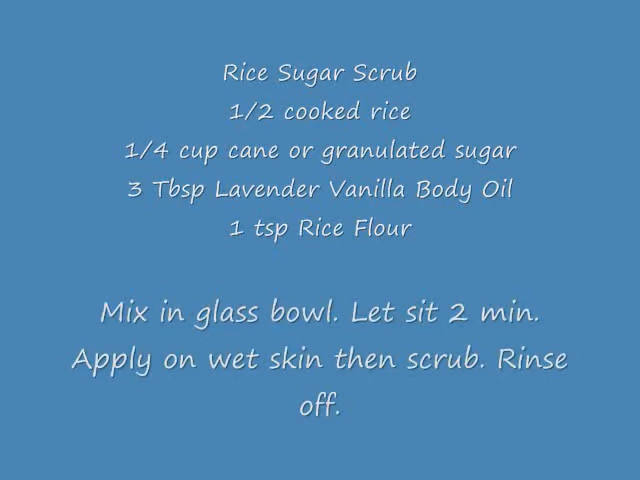 Rice Sugar Scrub
1/2 cooked rice
1/4 cup cane or granulated sugar
3 Tbsp Lavender Vanilla Body Oil
1 tsp Rice Flour
Mix in glass bowl. Let sit 2 min.
Apply on wet skin then scrub. Rinse
off.